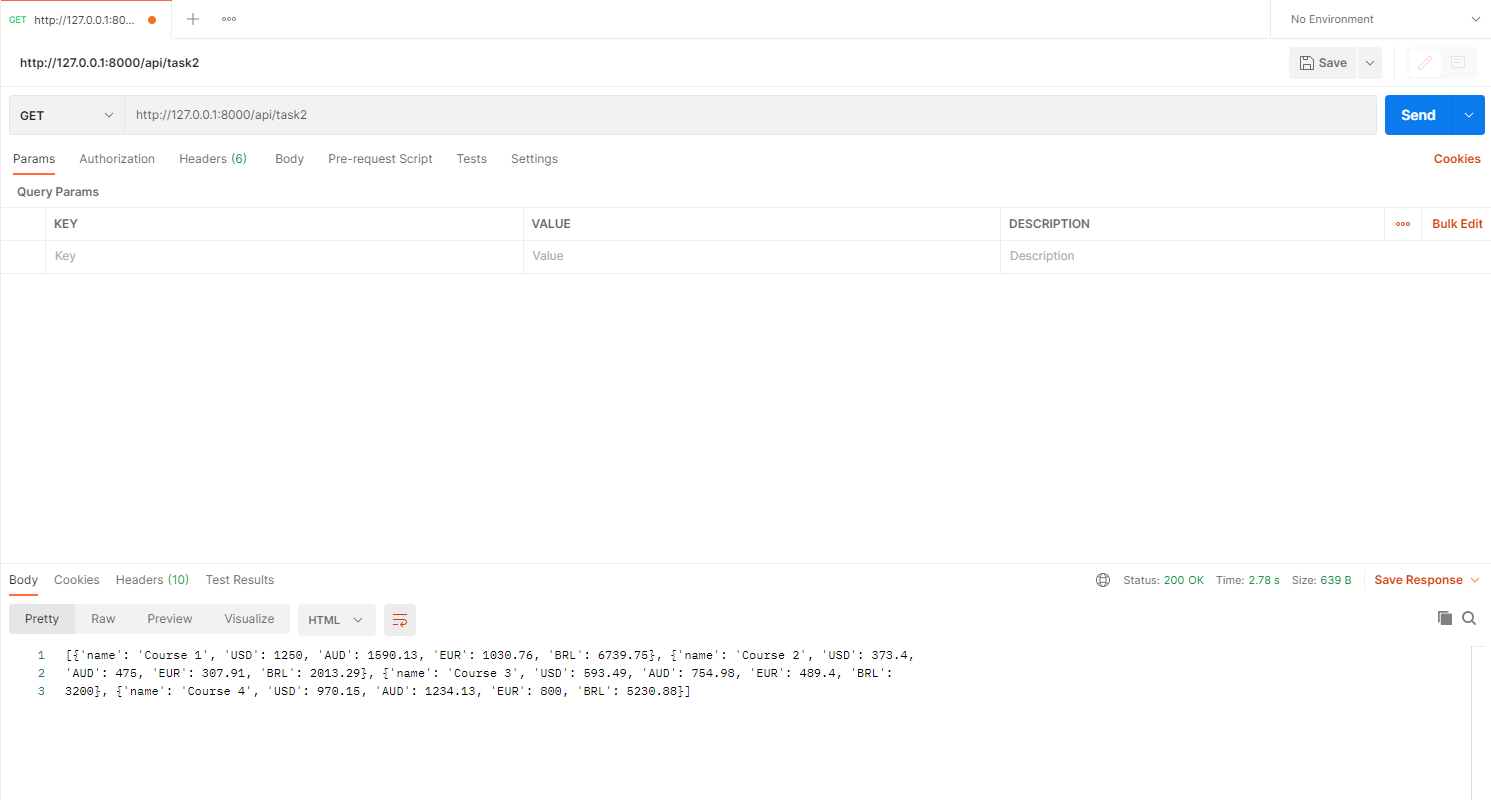 GET http://127.0.0.1:80...
No Environment
http://127.0.0.1:8000/api/task2
Save
GET http://127.0.0.1:8000/api/task2
Send
Params Authorization Headers (6) Body Pre-request Script Tests Settings Cookies
Query Params
KEY VALUE DESCRIPTION Bulk Edit
Key Value Description
Body Cookies Headers (10) Test Results Status: 200 OK Time: 2.78 s Size: 639 B Save Response
Pretty Raw Preview Visualize HTML
1 [{'name': 'Course 1', 'USD': 1250, 'AUD': 1590.13, 'EUR': 1030.76, 'BRL': 6739.75}, {'name': 'Course 2', 'USD': 373.4,
2 'AUD': 475, 'EUR': 307.91, 'BRL': 2013.29}, {'name': 'Course 3', 'USD': 593.49, 'AUD': 754.98, 'EUR': 489.4, 'BRL':
3 3200}, {'name': 'Course 4', 'USD': 970.15, 'AUD': 1234.13, 'EUR': 800, 'BRL': 5230.88}]